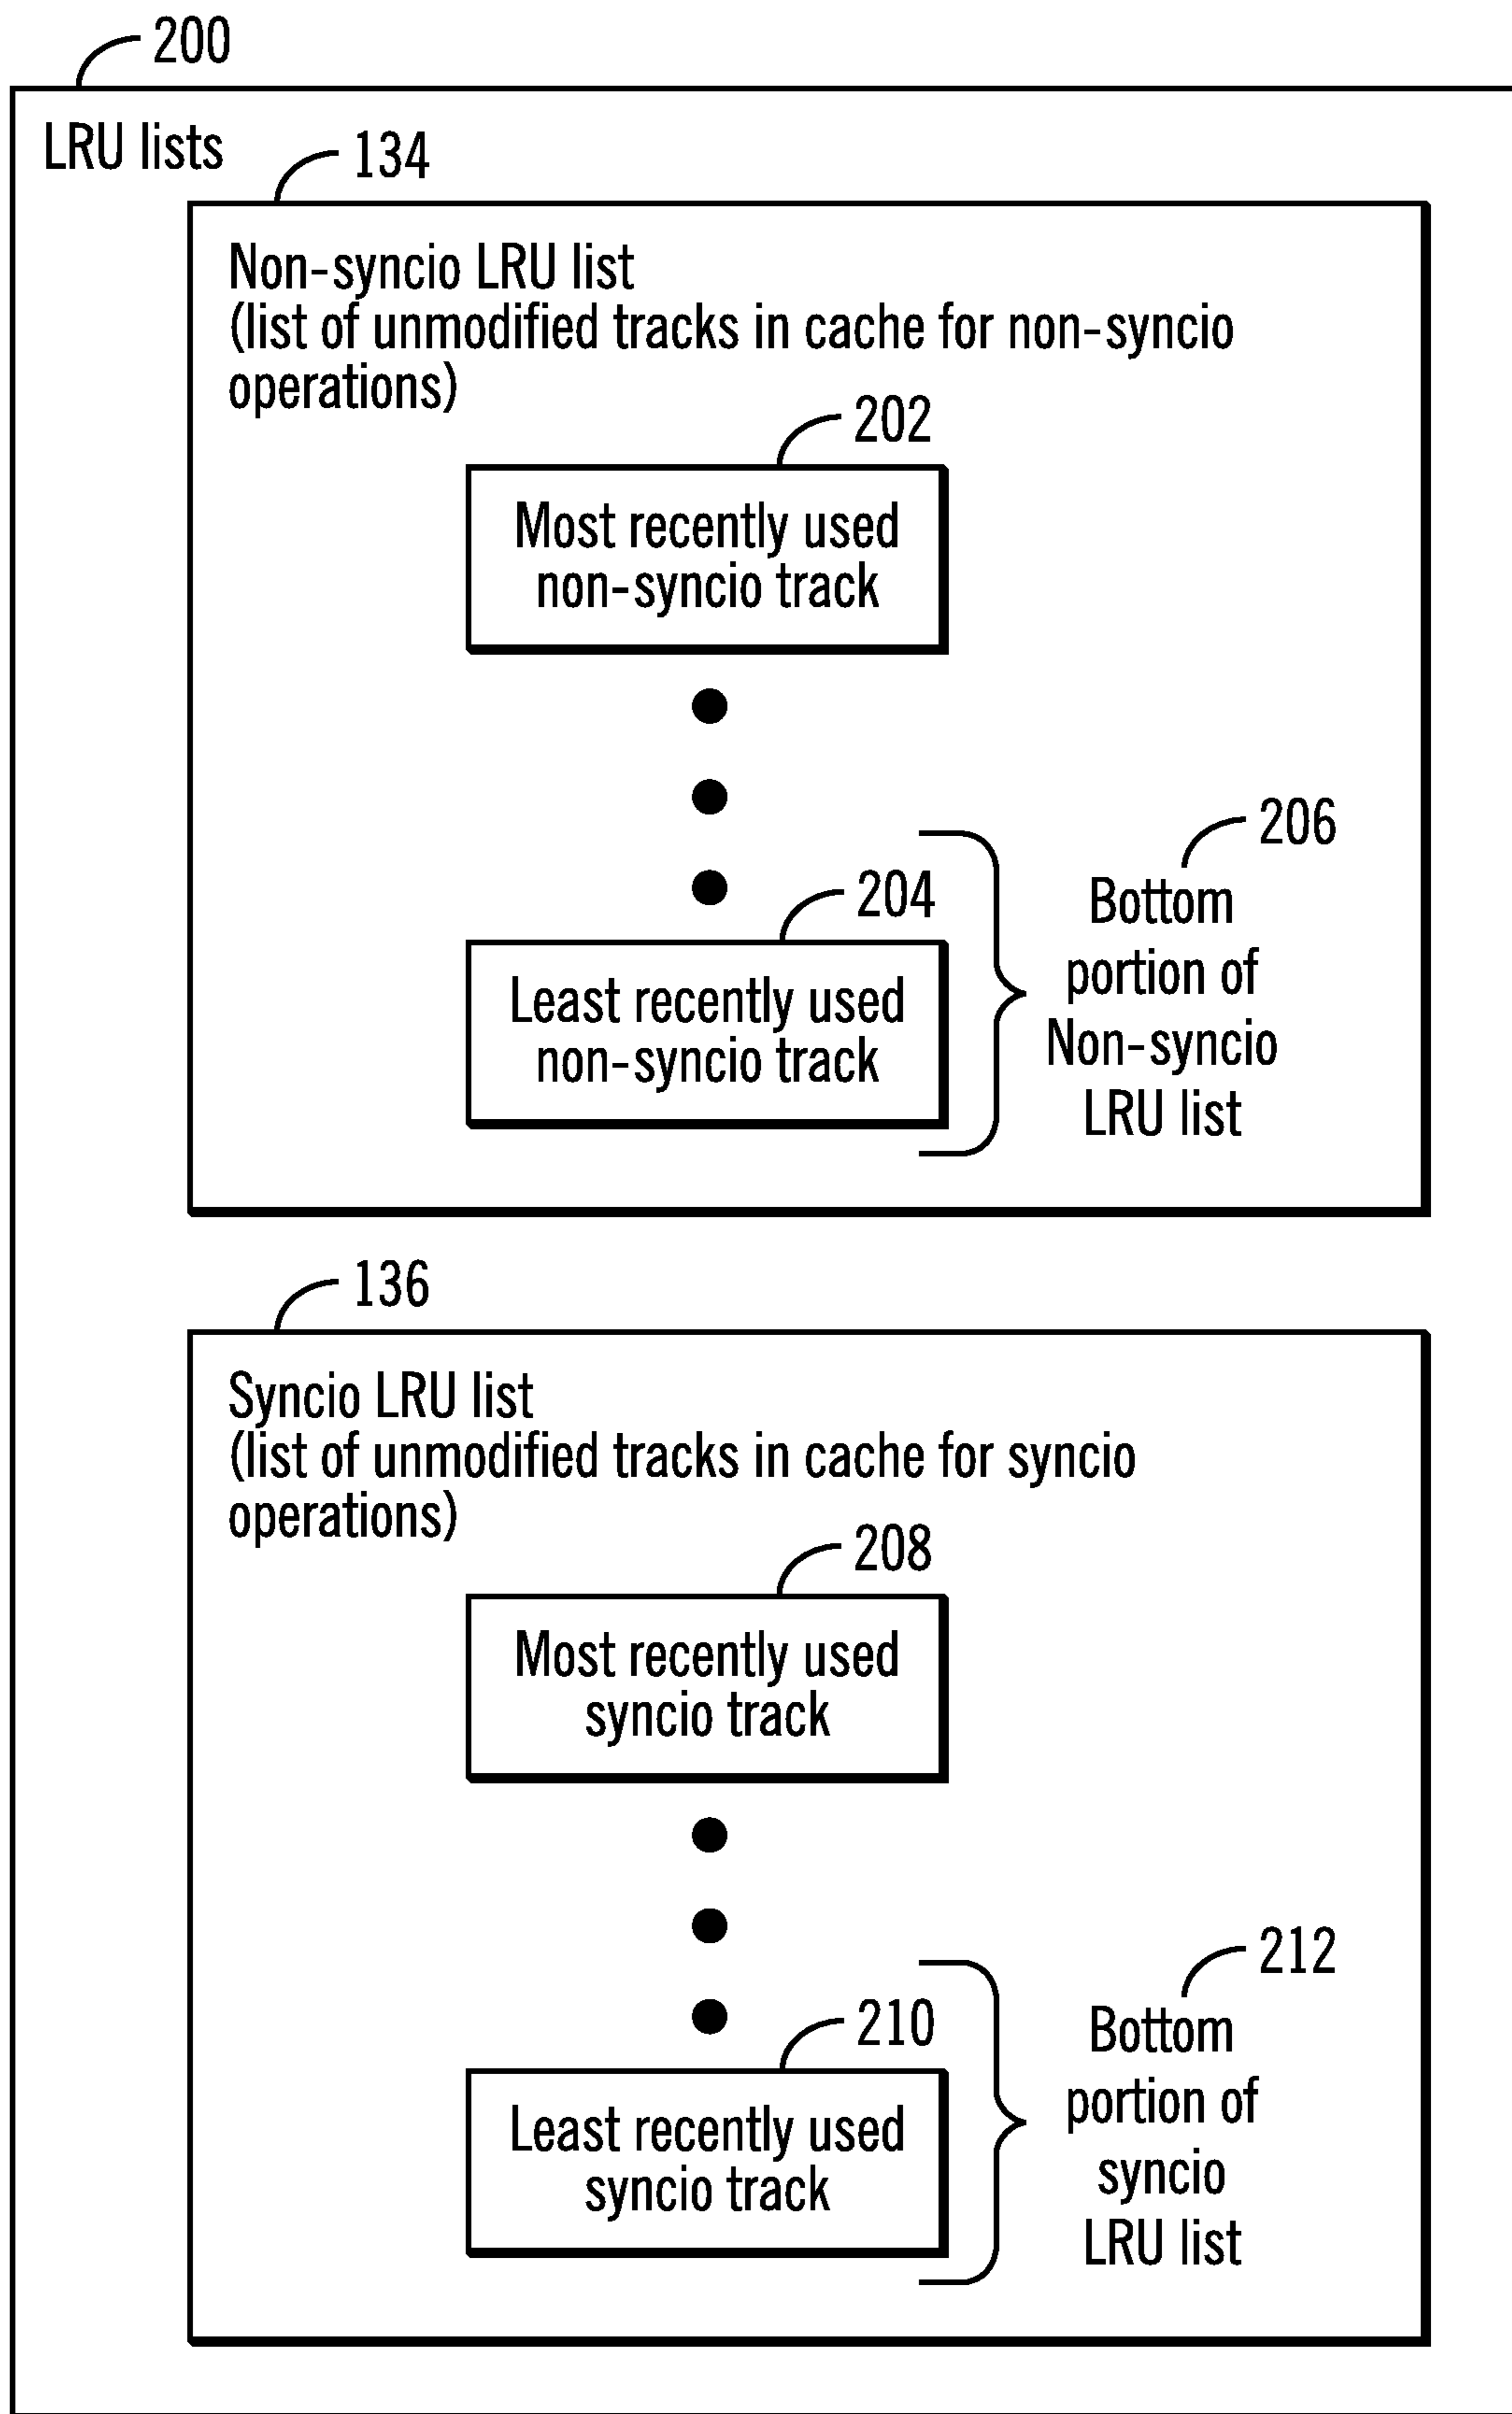 200
LRU lists
134
Non-syncio LRU list
(list of unmodified tracks in cache for non-syncio
operations)
202
Most recently used
non-syncio track
206
204
Bottom
portion of
Non-syncio
LRU list
Least recently used
non-syncio track
136
Syncio LRU list
(list of unmodified tracks in cache for syncio
operations)
208
Most recently used
syncio track
212
210
Bottom
portion of
syncio
LRU list
Least recently used
syncio track